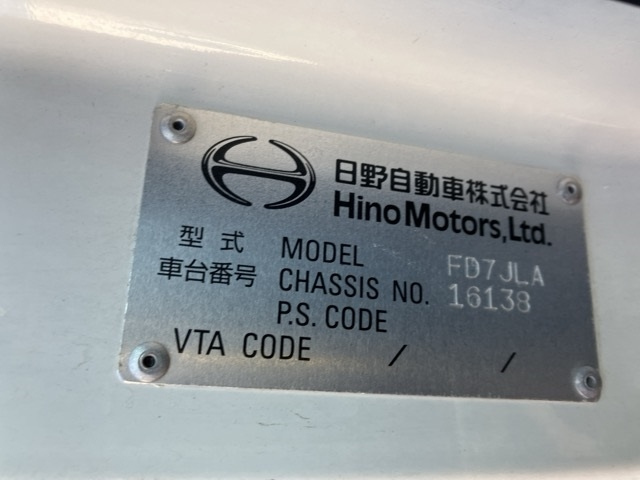 日野自動車株式会社
Hino Motors, Ltd.
型式 MODEL FD7JLA
車台番号 CHASSIS NO. 16138
P.S. CODE
VTA CODE / /